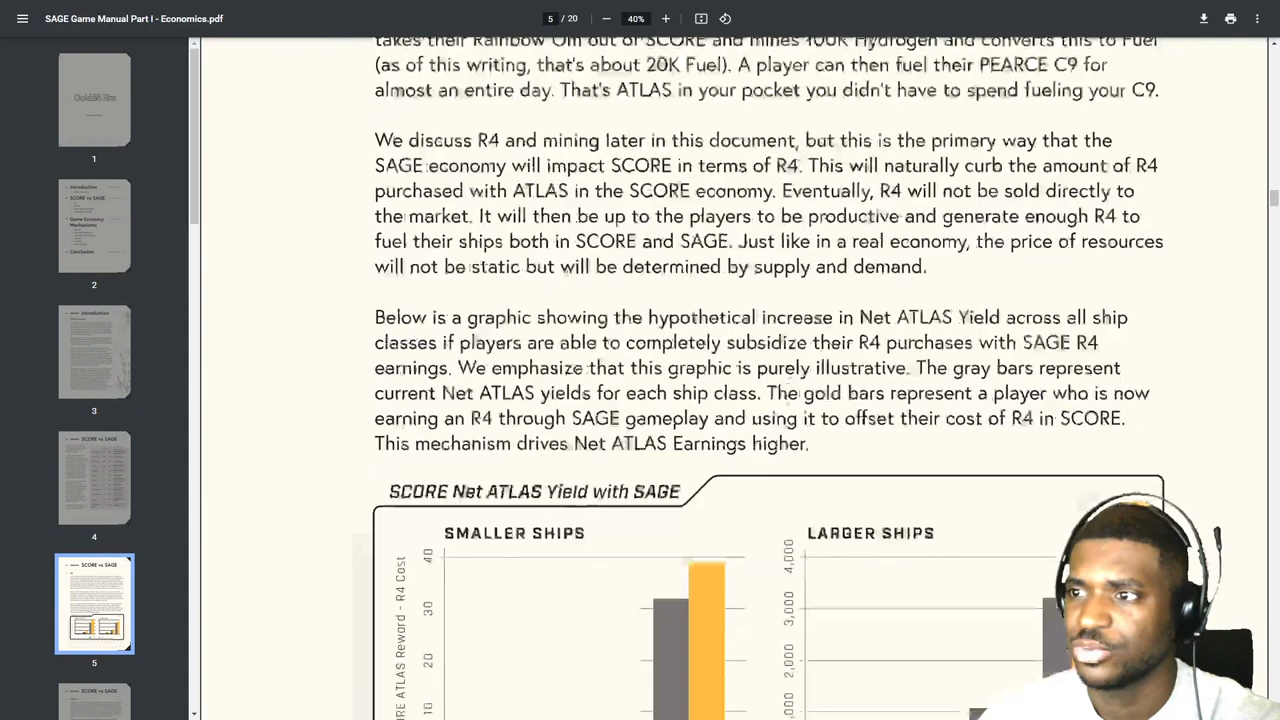 SAGE Game Manual Part I - Economics.pdf
5 / 20
40%
takes their Rainbow Om out of SCORE and mines 100K Hydrogen and converts this to Fuel
(as of this writing, that's about 20K Fuel). A player can then fuel their PEARCE C9 for
almost an entire day. That's ATLAS in your pocket you didn't have to spend fueling your C9.
We discuss R4 and mining later in this document, but this is the primary way that the
SAGE economy will impact SCORE in terms of R4. This will naturally curb the amount of R4
purchased with ATLAS in the SCORE economy. Eventually, R4 will not be sold directly to
the market. It will then be up to the players to be productive and generate enough R4 to
fuel their ships both in SCORE and SAGE. Just like in a real economy, the price of resources
will not be static but will be determined by supply and demand.
Below is a graphic showing the hypothetical increase in Net ATLAS Yield across all ship
classes if players are able to completely subsidize their R4 purchases with SAGE R4
earnings. We emphasize that this graphic is purely illustrative. The gray bars represent
current Net ATLAS yields for each ship class. The gold bars represent a player who is now
earning an R4 through SAGE gameplay and using it to offset their cost of R4 in SCORE.
This mechanism drives Net ATLAS Earnings higher.
SCORE Net ATLAS Yield with SAGE
SMALLER SHIPS
LARGER SHIPS
ORE ATLAS Reward - R4 Cost
40
30
20
10
4,000
3,000
2,000
,000
1
2
Introduction
SCORE vs SAGE
Game Economy
Mechanisms
Conclusion
Introduction
3
SCORE vs SAGE
4
SCORE vs SAGE
5
SCORE vs SAGE